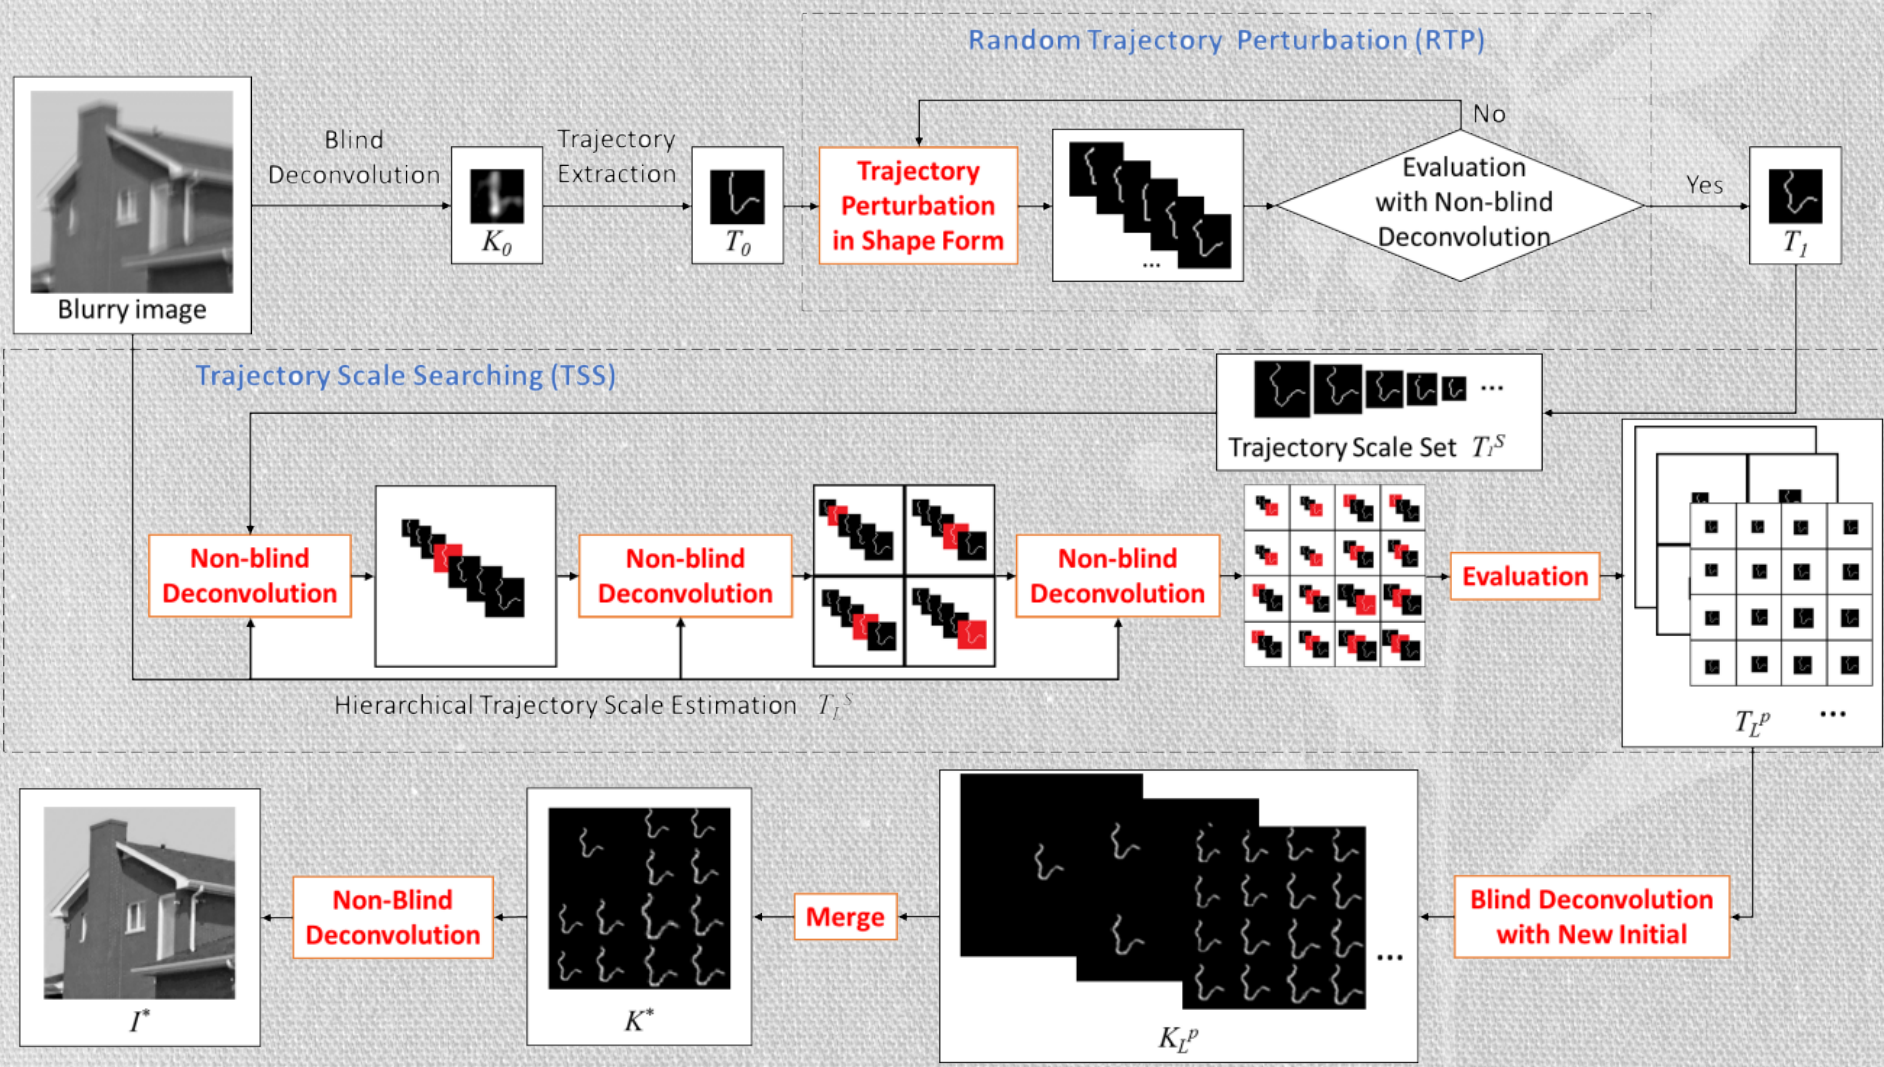 Random Trajectory Perturbation (RTP)
No
Blind
Deconvolution
Trajectory
Extraction
Trajectory
Perturbation
in Shape Form
...
Evaluation
with Non-blind
Deconvolution
Yes
K0
T0
T1
Blurry image
Trajectory Scale Searching (TSS)
...
Trajectory Scale Set T1S
Non-blind
Deconvolution
Non-blind
Deconvolution
Non-blind
Deconvolution
Evaluation
Hierarchical Trajectory Scale Estimation TLS
TLp ...
Non-Blind
Deconvolution
Merge
Blind Deconvolution
with New Initial
...
I*
K*
KLp